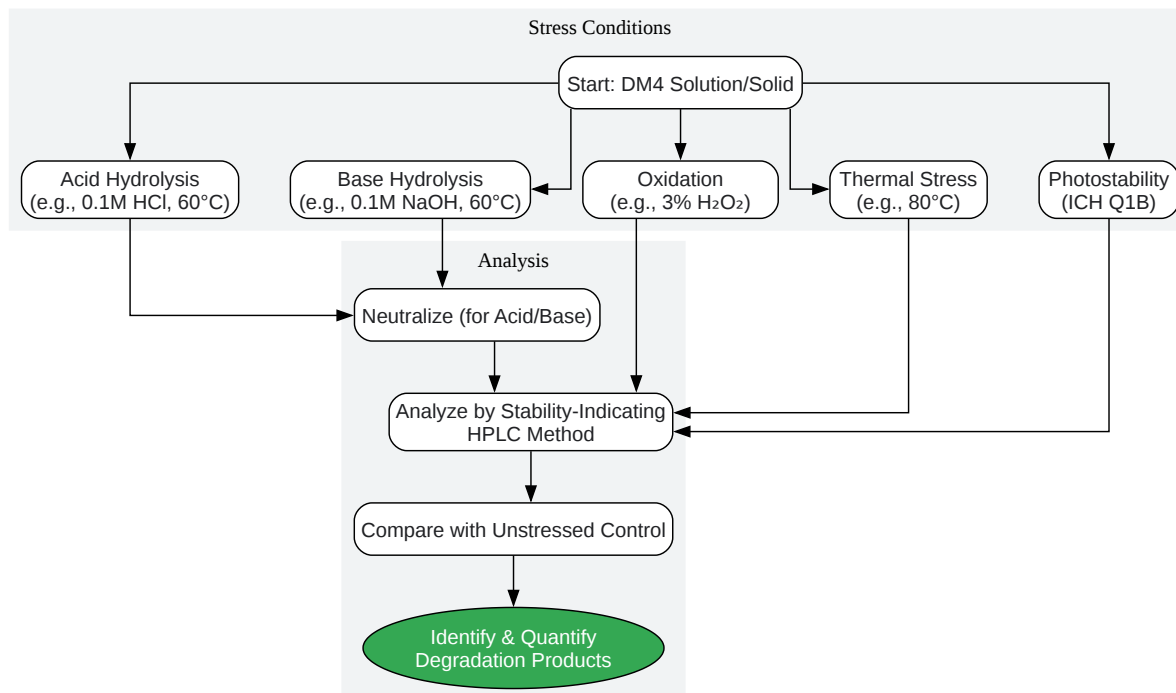 Stress Conditions
Start: DM4 Solution/Solid
Acid Hydrolysis
(e.g., 0.1M HCl, 60°C)
Base Hydrolysis
(e.g., 0.1M NaOH, 60°C)
Oxidation
(e.g., 3% H₂O₂)
Thermal Stress
(e.g., 80°C)
Photostability
(ICH Q1B)
Analysis
Neutralize (for Acid/Base)
Analyze by Stability-Indicating
HPLC Method
Compare with Unstressed Control
Identify & Quantify
Degradation Products